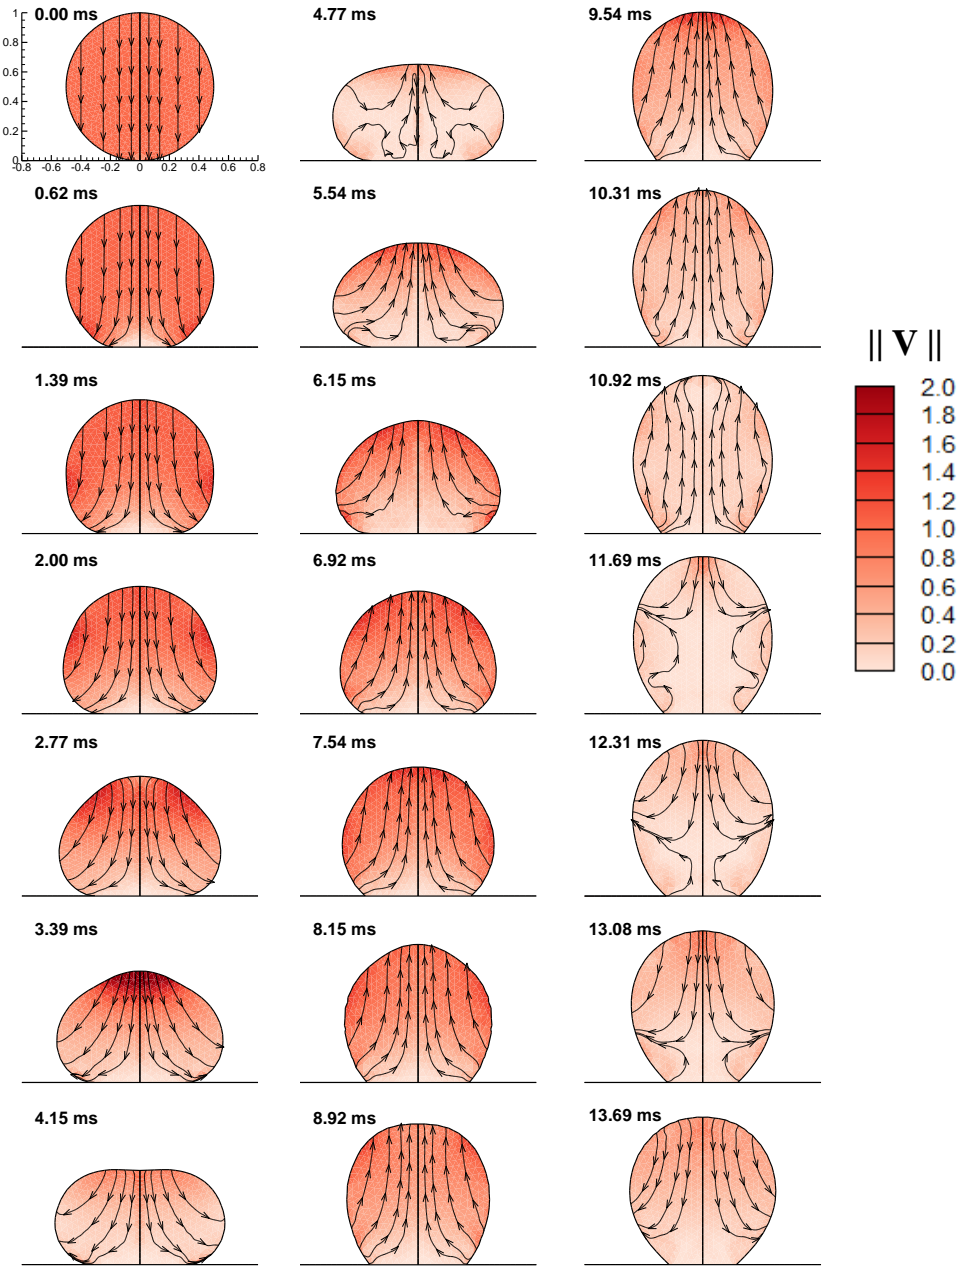 0.00 ms
1
0.8
0.6
0.4
0.2
0
-0.8 -0.6 -0.4 -0.2 0 0.2 0.4 0.6 0.8
0.62 ms
1.39 ms
2.00 ms
2.77 ms
3.39 ms
4.15 ms
4.77 ms
5.54 ms
6.15 ms
6.92 ms
7.54 ms
8.15 ms
8.92 ms
9.54 ms
10.31 ms
10.92 ms
11.69 ms
12.31 ms
13.08 ms
13.69 ms
|| V ||
2.0
1.8
1.6
1.4
1.2
1.0
0.8
0.6
0.4
0.2
0.0